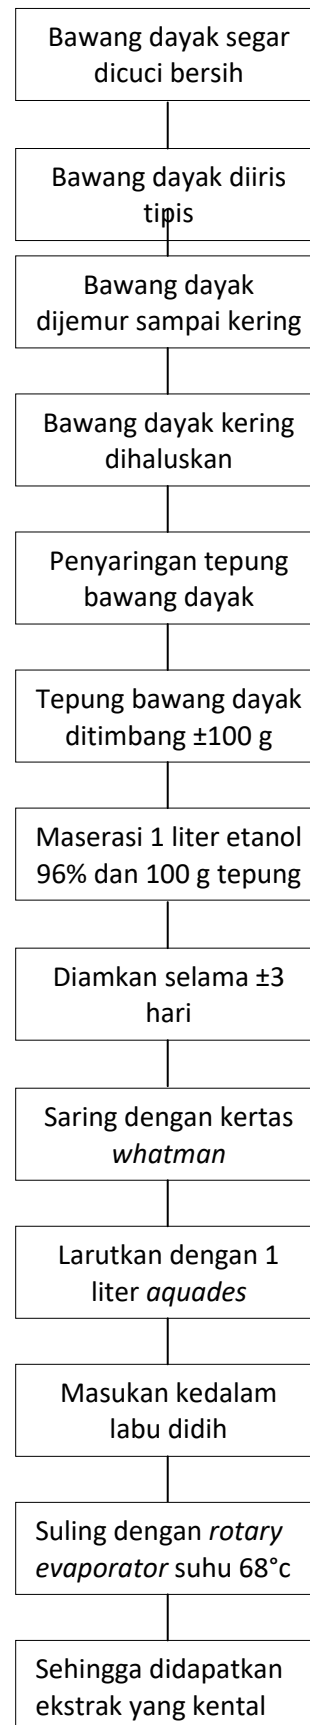 Bawang dayak segar
dicuci bersih
Bawang dayak diiris
tipis
Bawang dayak
dijemur sampai kering
Bawang dayak kering
dihaluskan
Penyaringan tepung
bawang dayak
Tepung bawang dayak
ditimbang ±100 g
Maserasi 1 liter etanol
96% dan 100 g tepung
Diamkan selama ±3
hari
Saring dengan kertas
whatman
Larutkan dengan 1
liter aquades
Masukan kedalam
labu didih
Suling dengan rotary
evaporator suhu 68°c
Sehingga didapatkan
ekstrak yang kental